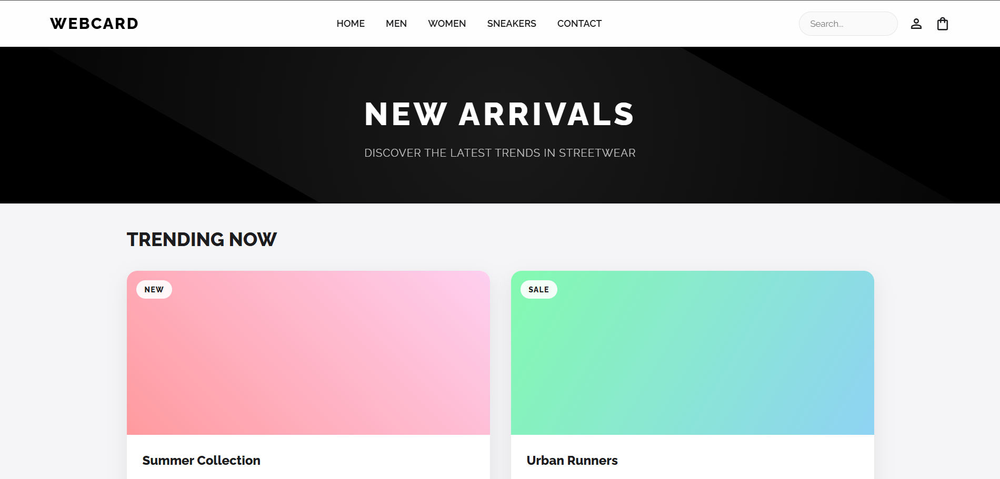 WEBCARD
HOME MEN WOMEN SNEAKERS CONTACT
Search...
NEW ARRIVALS
DISCOVER THE LATEST TRENDS IN STREETWEAR
TRENDING NOW
NEW
SALE
Summer Collection
Urban Runners